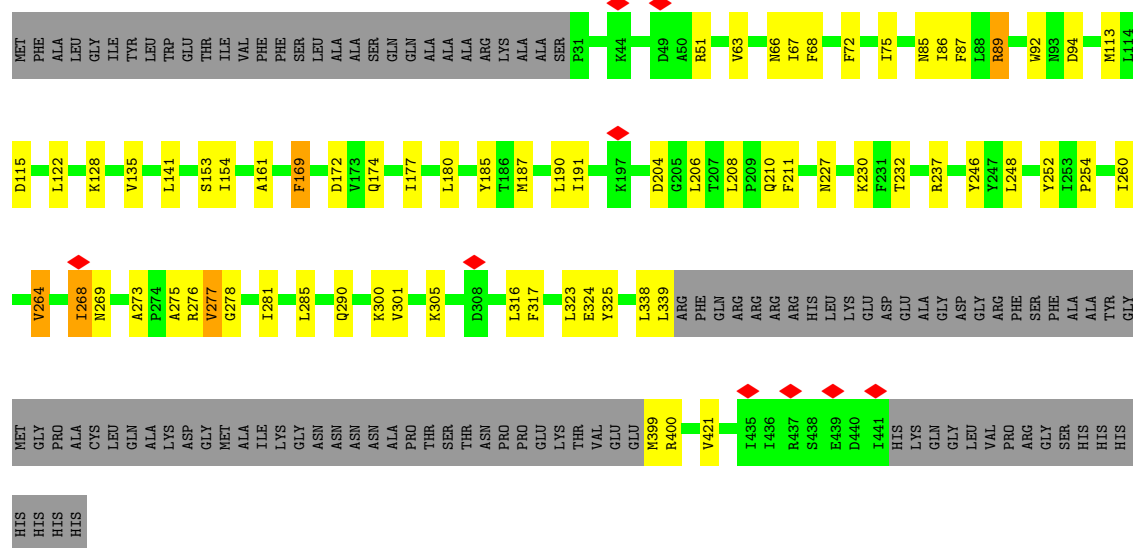 MET PHE ALA LEU GLY ILE TYR LEU TRP GLU THR ILE VAL PHE PHE SER LEU ALA ALA SER GLN GLN ALA ALA ALA ARG LYS ALA ALA SER P31 K44 D49 A50 R51 V63 N66 I67 F68 F72 I75 N85 I86 F87 L88 R89 W92 N93 D94 M113 L114
D115 L122 K128 V135 L141 S153 I154 A161 F169 D172 V173 Q174 I177 L180 Y185 T186 M187 L190 I191 K197 D204 G205 L206 T207 L208 P209 Q210 F211 N227 K230 F231 T232 R237 Y246 Y247 L248 Y252 I253 P254 I260
V264 I268 N269 A273 P274 A275 R276 V277 G278 I281 L285 Q290 K300 V301 K305 D308 L316 F317 L323 E324 Y325 L338 L339 ARG PHE GLN ARG ARG ARG ARG HIS LEU LYS GLU ASP GLU ALA GLY ASP GLY ARG PHE SER PHE ALA ALA TYR GLY
MET GLY PRO ALA CYS LEU GLN ALA LYS ASP GLY MET ALA ILE LYS GLY ASN ASN ASN ASN ALA PRO THR SER THR ASN PRO PRO GLU LYS THR VAL GLU GLU M399 R400 V421 I435 I436 R437 S438 E439 D440 I441 HIS LYS GLN GLY LEU VAL PRO ARG GLY SER HIS HIS HIS
HIS HIS HIS HIS